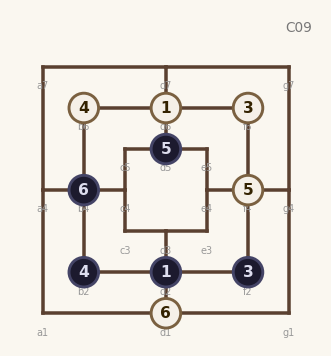 C09
a7 d7 g7
4 1 3
b6 d6 f6
5
c5 d5 e5
6 5
a4 b4 c4 e4 f4 g4
c3 d3 e3
4 1 3
b2 d2 f2
6
a1 d1 g1